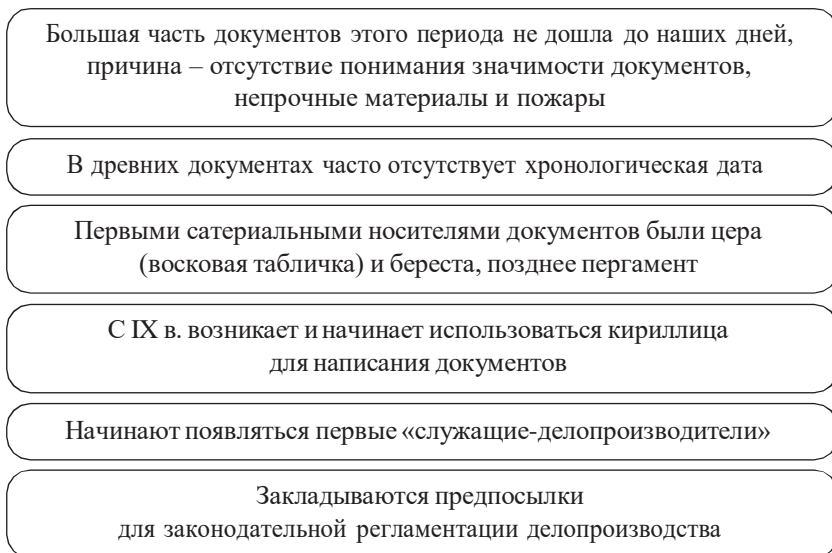 Большая часть документов этого периода не дошла до наших дней,
причина – отсутствие понимания значимости документов,
непрочные материалы и пожары
В древних документах часто отсутствует хронологическая дата
Первыми сатериальными носителями документов были цера
(восковая табличка) и береста, позднее пергамент
С IX в. возникает и начинает использоваться кириллица
для написания документов
Начинают появляться первые «служащие-делопроизводители»
Закладываются предпосылки
для законодательной регламентации делопроизводства